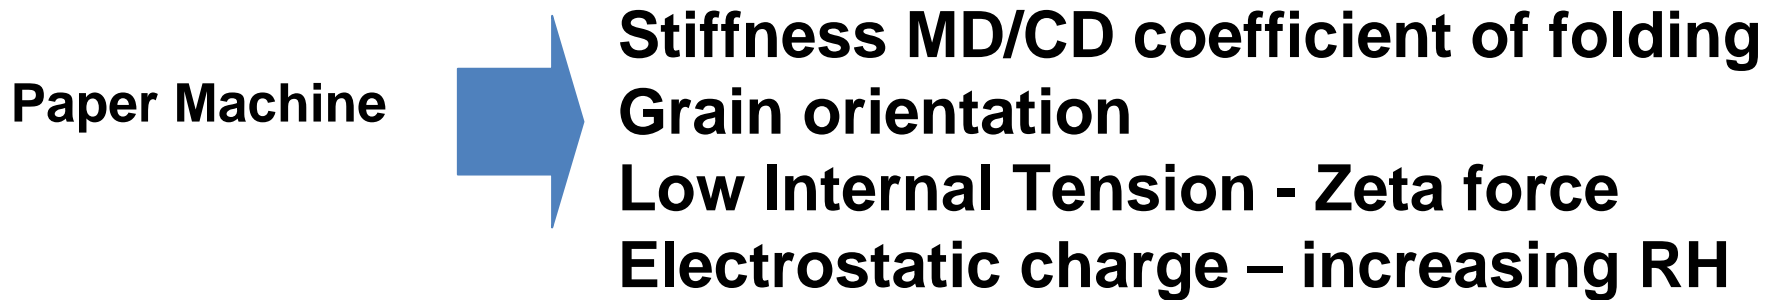 Paper Machine
Stiffness MD/CD coefficient of folding
Grain orientation
Low Internal Tension - Zeta force
Electrostatic charge – increasing RH